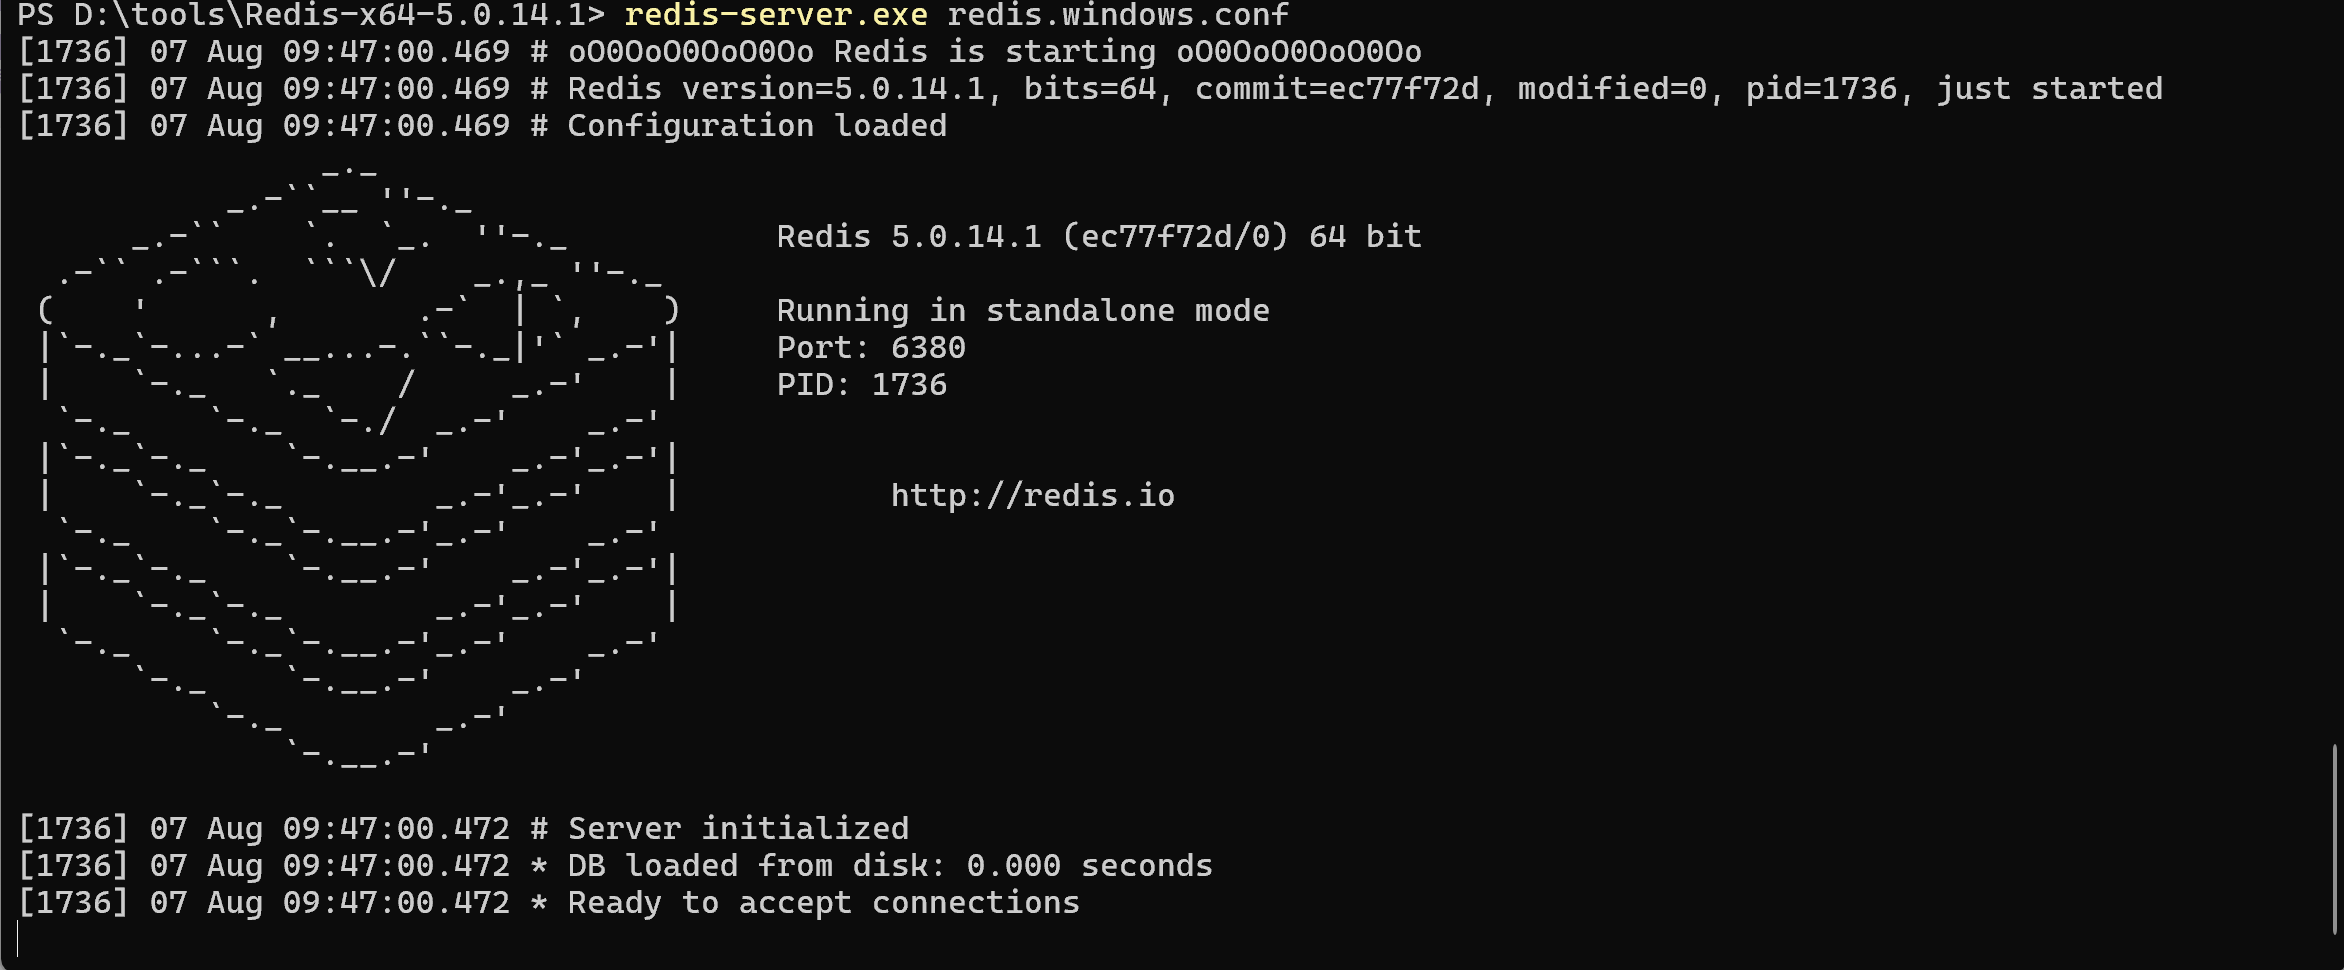 PS D:\tools\Redis-x64-5.0.14.1> redis-server.exe redis.windows.conf
[1736] 07 Aug 09:47:00.469 # oO0OoO0OoO0Oo Redis is starting oO0OoO0OoO0Oo
[1736] 07 Aug 09:47:00.469 # Redis version=5.0.14.1, bits=64, commit=ec77f72d, modified=0, pid=1736, just started
[1736] 07 Aug 09:47:00.469 # Configuration loaded
Redis 5.0.14.1 (ec77f72d/0) 64 bit
Running in standalone mode
Port: 6380
PID: 1736
http://redis.io
[1736] 07 Aug 09:47:00.472 # Server initialized
[1736] 07 Aug 09:47:00.472 * DB loaded from disk: 0.000 seconds
[1736] 07 Aug 09:47:00.472 * Ready to accept connections